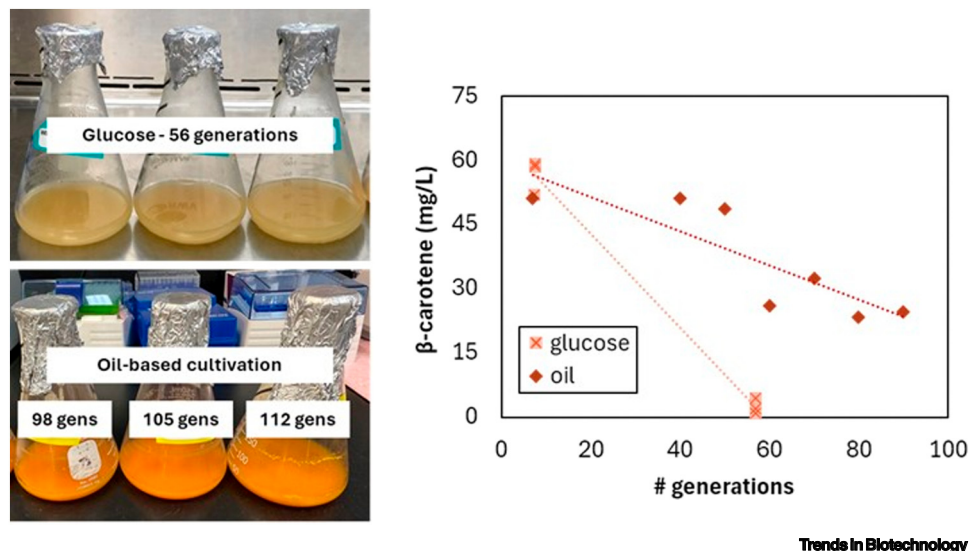 Glucose - 56 generations
Oil-based cultivation
98 gens
105 gens
112 gens
100
75
60
45
30
15
0
β-carotene (mg/L)
glucose
oil
0
20
40
60
80
100
# generations
Trends in Biotechnology